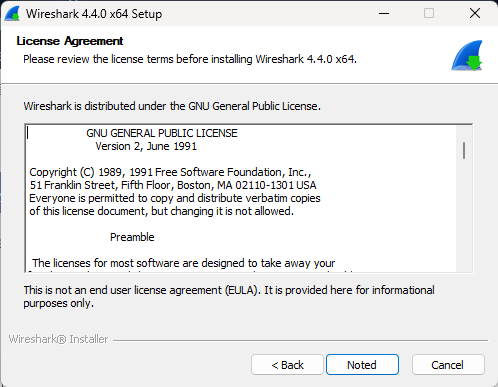 Wireshark 4.4.0 x64 Setup
License Agreement
Please review the license terms before installing Wireshark 4.4.0 x64.
Wireshark is distributed under the GNU General Public License.
GNU GENERAL PUBLIC LICENSE
Version 2, June 1991
Copyright (C) 1989, 1991 Free Software Foundation, Inc.,
51 Franklin Street, Fifth Floor, Boston, MA 02110-1301 USA
Everyone is permitted to copy and distribute verbatim copies
of this license document, but changing it is not allowed.
Preamble
The licenses for most software are designed to take away your
This is not an end user license agreement (EULA). It is provided here for informational
purposes only.
Wireshark® Installer
< Back
Noted
Cancel